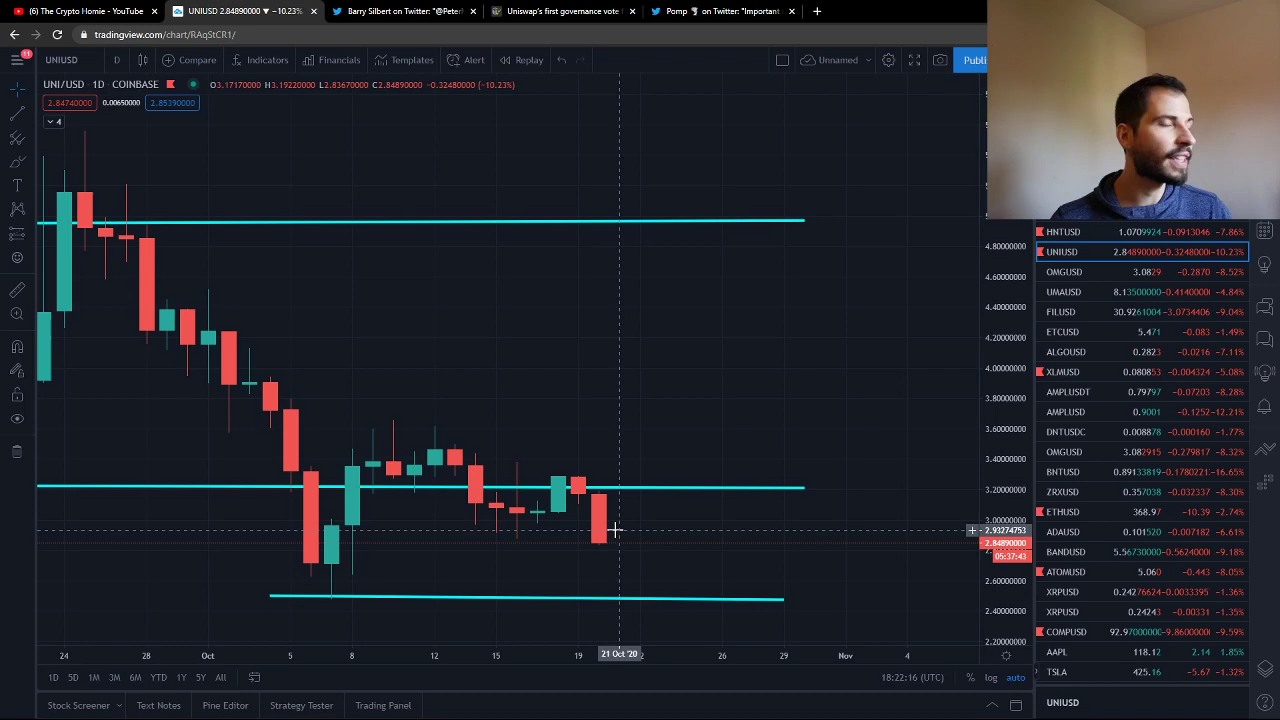 (6) The Crypto Homie - YouTube
UNIUSD 2.84890000 ▼ −10.23%
Barry Silbert on Twitter: "@Peter
Uniswap's first governance vote
Pomp on Twitter: "Important
tradingview.com/chart/RAqStCR1/
11
UNIUSD
D
Compare
Indicators
Financials
Templates
Alert
Replay
Unnamed
Publi
UNI/USD · 1D · COINBASE
O3.17170000 H3.19220000 L2.83670000 C2.84890000 −0.32480000 (−10.23%)
2.84740000
0.00650000
2.85390000
4
4.80000000
4.60000000
4.40000000
4.20000000
4.00000000
3.80000000
3.60000000
3.40000000
3.20000000
3.00000000
2.93274753
2.84890000
05:37:43
2.60000000
2.40000000
2.20000000
24
28
Oct
5
8
12
15
19
21 Oct '20
26
29
Nov
4
HNTUSD 1.0709924 −0.0913046 −7.86%
UNIUSD 2.84890000 −0.32480000 −10.23%
OMGUSD 3.0829 −0.2870 −8.52%
UMAUSD 8.13500000 −0.41400000 −4.84%
FILUSD 30.9261004 −3.0734406 −9.04%
ETCUSD 5.471 −0.083 −1.49%
ALGOUSD 0.2823 −0.0216 −7.11%
XLMUSD 0.080853 −0.004324 −5.08%
AMPLUSDT 0.79797 −0.07203 −8.28%
AMPLUSD 0.9001 −0.1252 −12.21%
DNTUSDC 0.008878 −0.000160 −1.77%
OMGUSD 3.082915 −0.279817 −8.32%
BNTUSD 0.89133819 −0.1780221 −16.65%
ZRXUSD 0.357038 −0.032337 −8.30%
ETHUSD 368.97 −10.39 −2.74%
ADAUSD 0.101520 −0.007182 −6.61%
BANDUSD 5.56730000 −0.5624000 −9.18%
ATOMUSD 5.060 −0.443 −8.05%
XRPUSD 0.24276624 −0.0033396 −1.36%
XRPUSD 0.24243 −0.00331 −1.35%
COMPUSD 92.97000000 −9.8600000 −9.59%
AAPL 118.12 2.14 1.85%
TSLA 425.16 −5.67 −1.32%
1D 5D 1M 3M 6M YTD 1Y 5Y All
18:22:16 (UTC)
%
log
auto
Stock Screener
Text Notes
Pine Editor
Strategy Tester
Trading Panel
UNIUSD